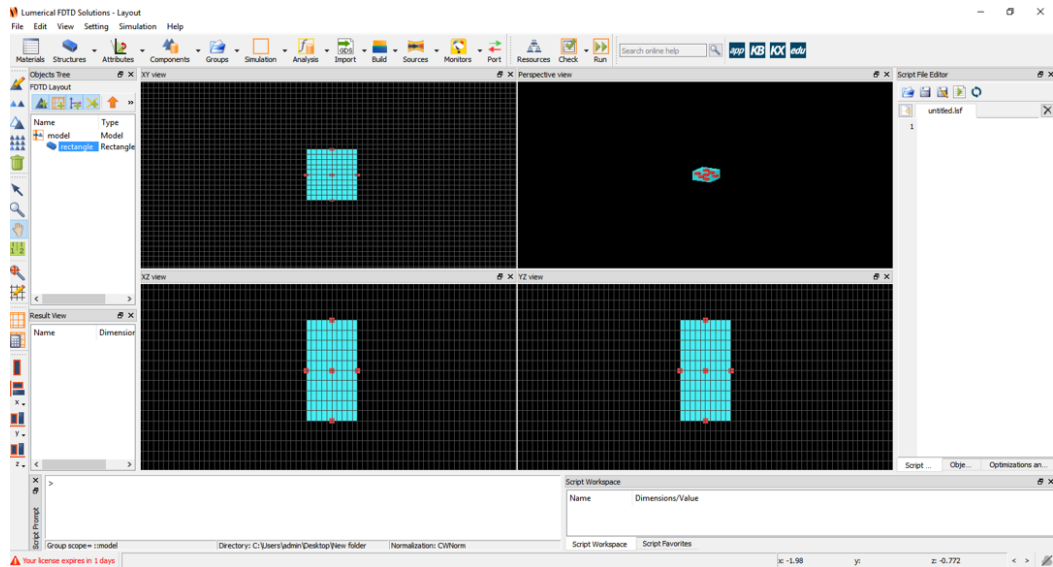 Lumerical FDTD Solutions - Layout
File Edit View Setting Simulation Help
Materials Structures Attributes Components Groups Simulation Analysis Import Build Sources Monitors Port Resources Check Run Search online help app KB KX edu
GDS
Objects Tree
FDTD Layout
»
Name Type
model Model
rectangle Rectangle
XY view
Perspective view
XZ view
YZ view
Result View
Name Dimension
x
y
z
Script File Editor
untitled.lsf
1
Script ... Obje... Optimizations an...
Script Prompt
>
Group scope= ::model Directory: C:\Users\admin\Desktop\New folder Normalization: CWNorm
Script Workspace
Name Dimensions/Value
Script Workspace Script Favorites
Your license expires in 1 days x: -1.98 y: z: -0.772